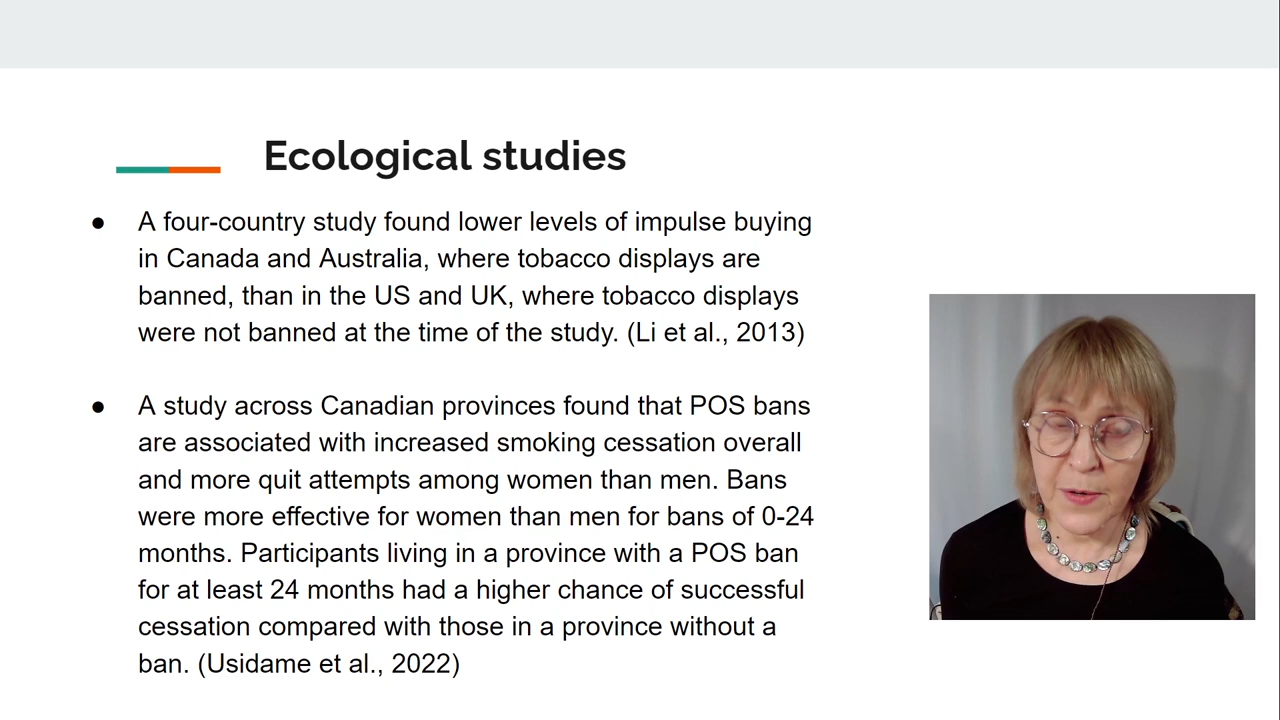 Ecological studies
● A four-country study found lower levels of impulse buying
in Canada and Australia, where tobacco displays are
banned, than in the US and UK, where tobacco displays
were not banned at the time of the study. (Li et al., 2013)
● A study across Canadian provinces found that POS bans
are associated with increased smoking cessation overall
and more quit attempts among women than men. Bans
were more effective for women than men for bans of 0-24
months. Participants living in a province with a POS ban
for at least 24 months had a higher chance of successful
cessation compared with those in a province without a
ban. (Usidame et al., 2022)